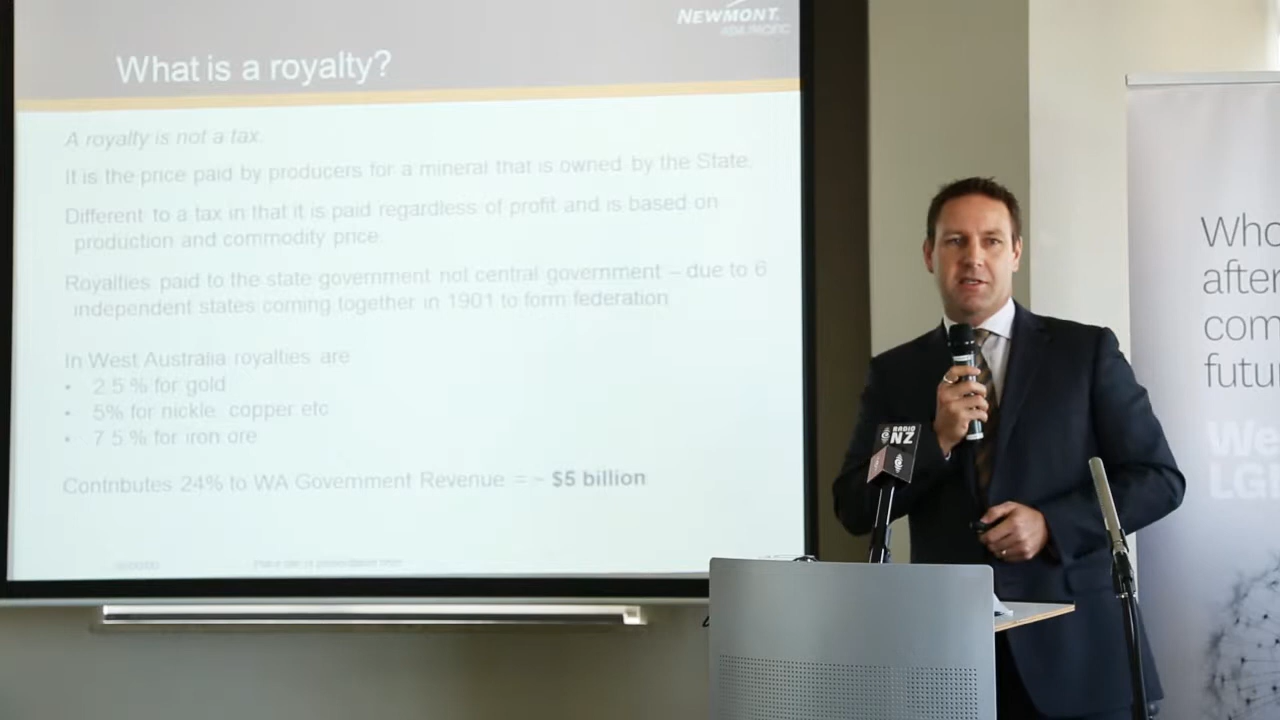 NEWMONT.
ASIA PACIFIC
What is a royalty?
A royalty is not a tax.
It is the price paid by producers for a mineral that is owned by the State.
Different to a tax in that it is paid regardless of profit and is based on
production and commodity price.
Royalties paid to the state government not central government – due to 6
independent states coming together in 1901 to form federation
In West Australia royalties are
• 2.5 % for gold
• 5% for nickle, copper etc
• 7.5 % for iron ore
Contributes 24% to WA Government Revenue = ~ $5 billion
RADIO
NZ
Who
after
com
futu
We
LG